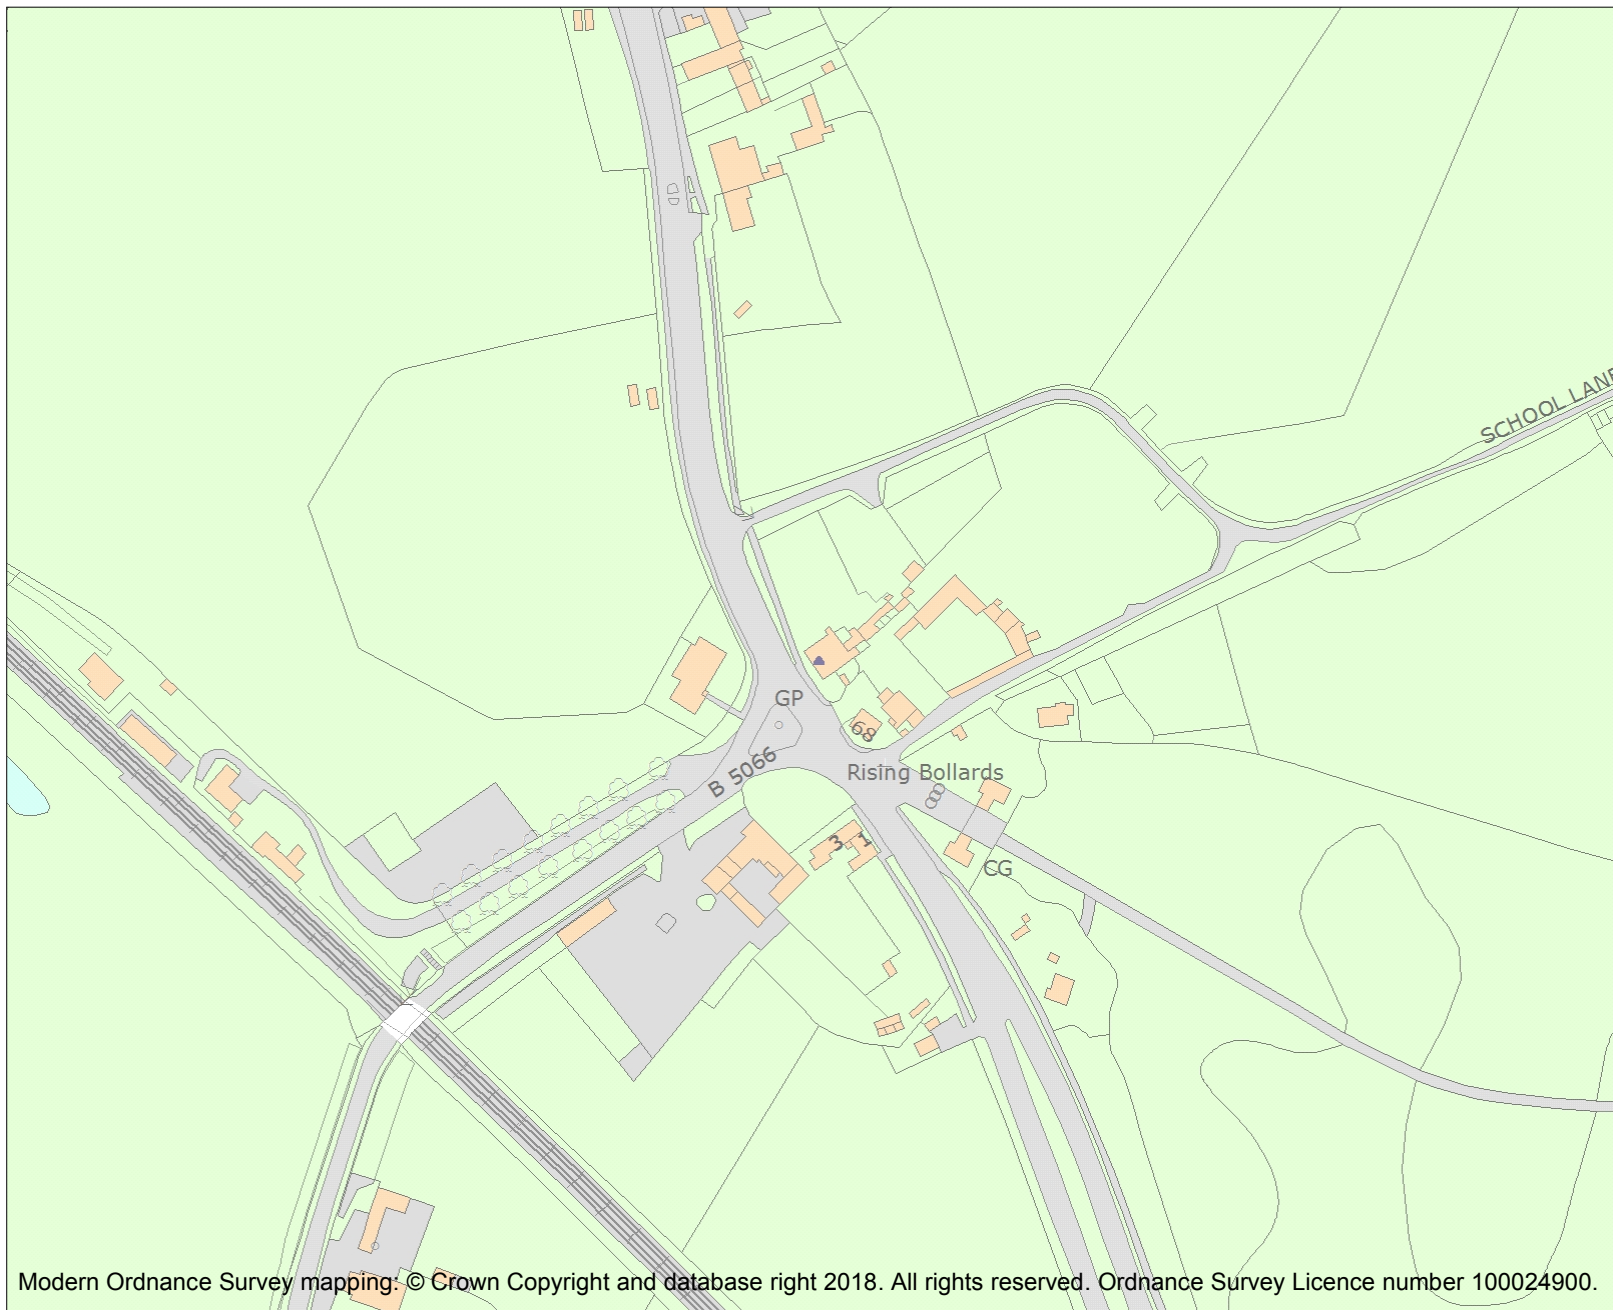 SCHOOL LANE
GP
68
B 5066
Rising Bollards
3
1
CG
Modern Ordnance Survey mapping: © Crown Copyright and database right 2018. All rights reserved. Ordnance Survey Licence number 100024900.